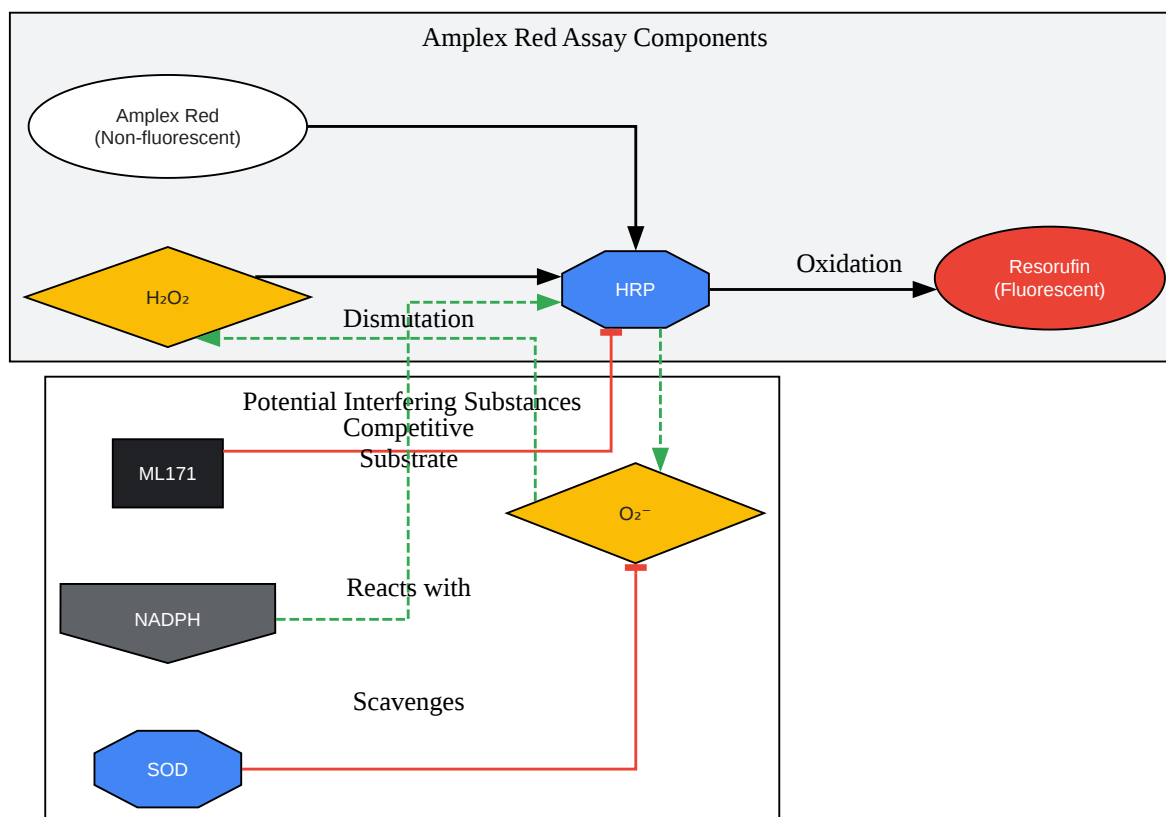 Amplex Red Assay Components
Amplex Red
(Non-fluorescent)
H₂O₂
HRP
Oxidation
Resorufin
(Fluorescent)
Dismutation
Potential Interfering Substances
Competitive
Substrate
ML171
O₂⁻
Reacts with
NADPH
Scavenges
SOD